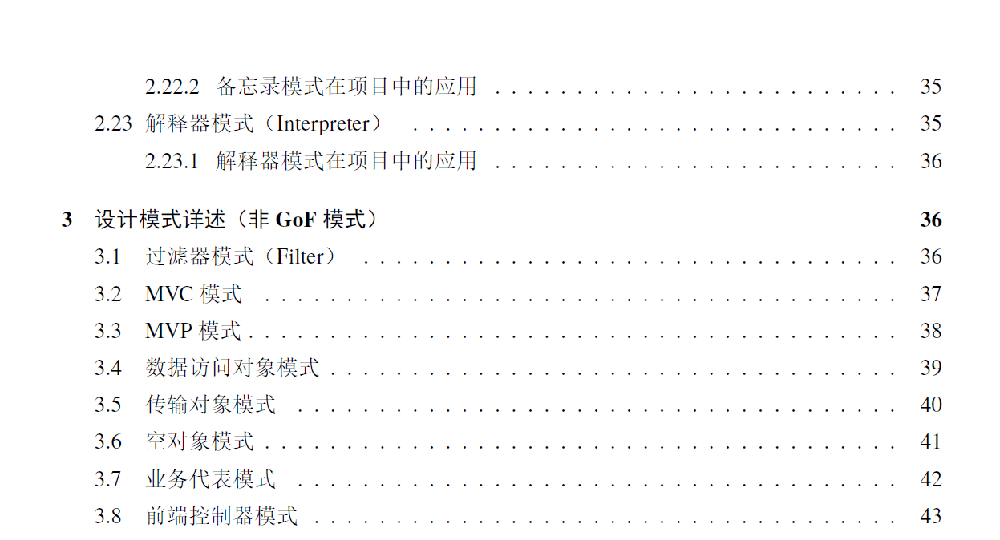 2.22.2 备忘录模式在项目中的应用 . . . . . . . . . . . . . . . . . . . . . . . . . 35
2.23 解释器模式（Interpreter） . . . . . . . . . . . . . . . . . . . . . . . . . . . . . . 35
2.23.1 解释器模式在项目中的应用 . . . . . . . . . . . . . . . . . . . . . . . . . 36
3 设计模式详述（非 GoF 模式） 36
3.1 过滤器模式（Filter） . . . . . . . . . . . . . . . . . . . . . . . . . . . . . . . . . 36
3.2 MVC 模式 . . . . . . . . . . . . . . . . . . . . . . . . . . . . . . . . . . . . . . . 37
3.3 MVP 模式 . . . . . . . . . . . . . . . . . . . . . . . . . . . . . . . . . . . . . . . . 38
3.4 数据访问对象模式 . . . . . . . . . . . . . . . . . . . . . . . . . . . . . . . . . . . 39
3.5 传输对象模式 . . . . . . . . . . . . . . . . . . . . . . . . . . . . . . . . . . . . . 40
3.6 空对象模式 . . . . . . . . . . . . . . . . . . . . . . . . . . . . . . . . . . . . . . . 41
3.7 业务代表模式 . . . . . . . . . . . . . . . . . . . . . . . . . . . . . . . . . . . . . 42
3.8 前端控制器模式 . . . . . . . . . . . . . . . . . . . . . . . . . . . . . . . . . . . . 43